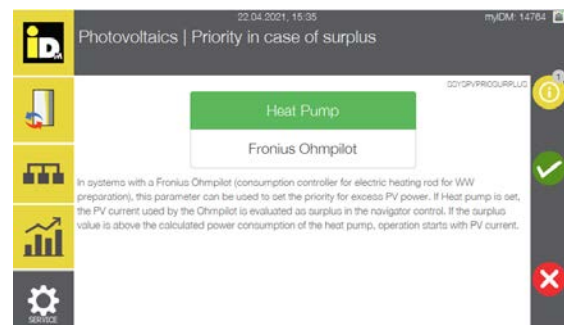 22.04.2021, 15:35
myIDM: 14764
iDM
Photovoltaics | Priority in case of surplus
1
Heat Pump
Fronius Ohmpilot
In systems with a Fronius Ohmpilot (consumption controller for electric heating rod for WW
preparation), this parameter can be used to set the priority for excess PV power. If Heat pump is set,
the PV current used by the Ohmpilot is evaluated as surplus in the navigator control. If the surplus
value is above the calculated power consumption of the heat pump, operation starts with PV current.
SERVICE